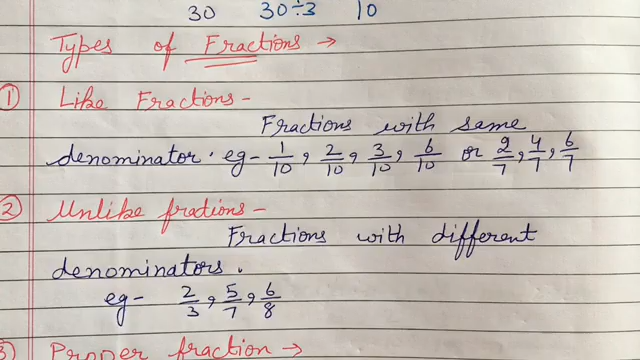 30 30÷3 10
Types of Fractions →
① Like Fractions -
Fractions with same
denominator. eg - 1/10, 2/10, 3/10, 6/10 or 2/7, 4/7, 6/7
② Unlike frations -
Fractions with different
denominators.
eg - 2/3, 5/7, 6/8
③ Proper fraction →